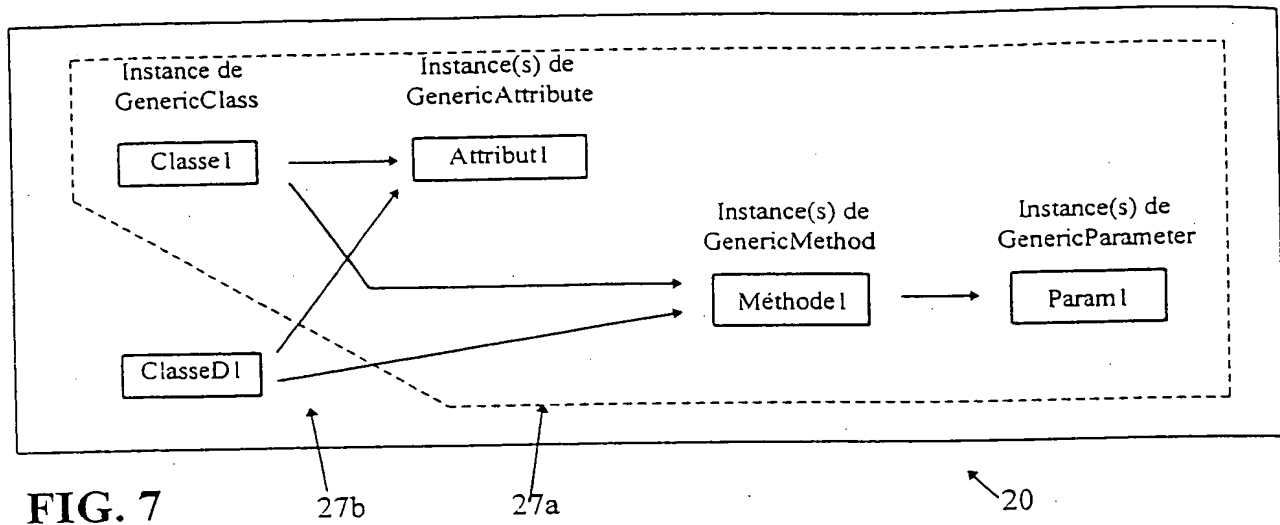 Instance de
GenericClass
Instance(s) de
GenericAttribute
Classe1
Attribut1
Instance(s) de
GenericMethod
Instance(s) de
GenericParameter
Méthode1
Param1
ClasseD1
FIG. 7
27b
27a
20